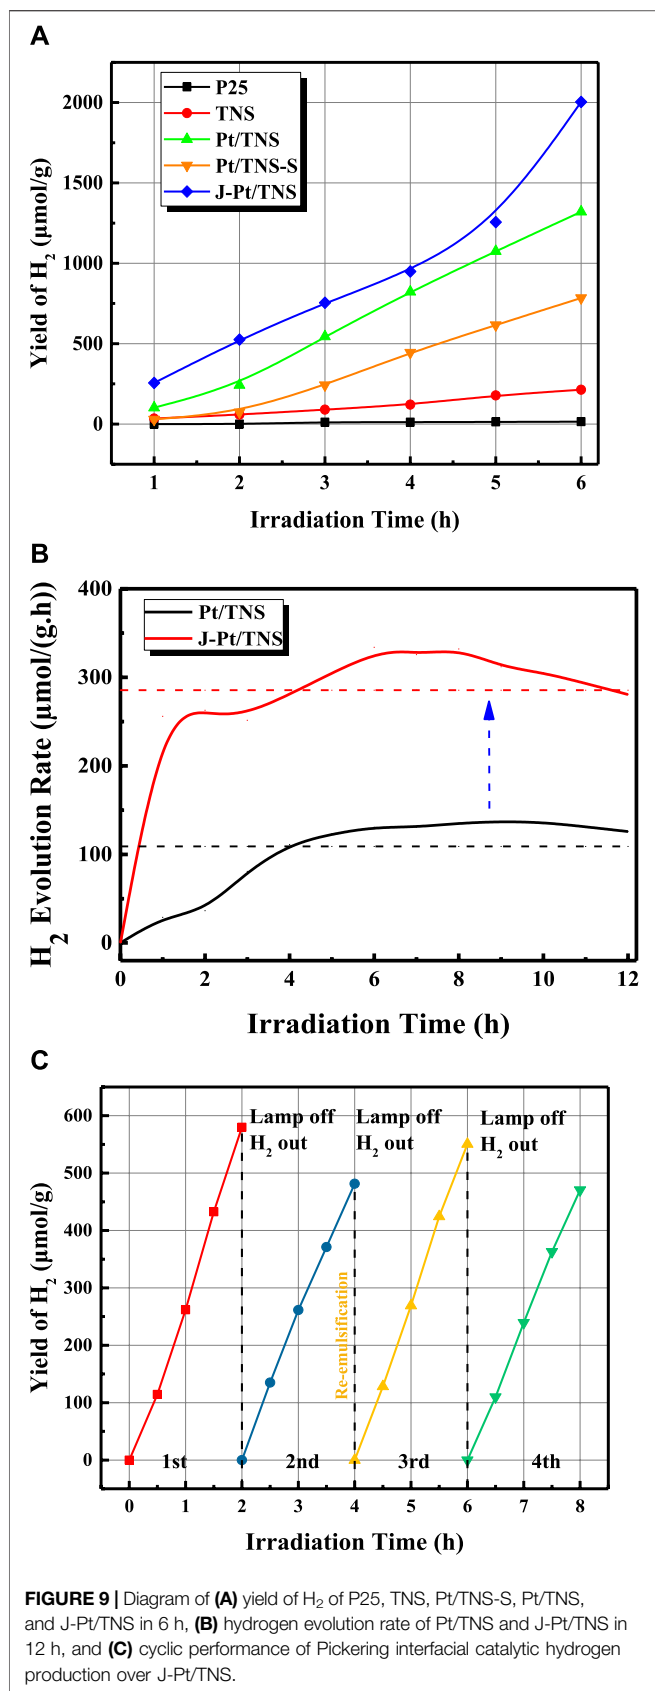 A
P25
TNS
Pt/TNS
Pt/TNS-S
J-Pt/TNS
2000
1500
1000
500
0
Yield of H2 (μmol/g)
1 2 3 4 5 6
Irradiation Time (h)
B
Pt/TNS
J-Pt/TNS
400
300
200
100
0
H2 Evolution Rate (μmol/(g.h))
0 2 4 6 8 10 12
Irradiation Time (h)
C
Lamp off Lamp off Lamp off
H2 out H2 out H2 out
600
500
400
300
200
100
0
Yield of H2 (μmol/g)
Re-emulsification
1st 2nd 3rd 4th
0 1 2 3 4 5 6 7 8
Irradiation Time (h)
FIGURE 9 | Diagram of (A) yield of H2 of P25, TNS, Pt/TNS-S, Pt/TNS,
and J-Pt/TNS in 6 h, (B) hydrogen evolution rate of Pt/TNS and J-Pt/TNS in
12 h, and (C) cyclic performance of Pickering interfacial catalytic hydrogen
production over J-Pt/TNS.